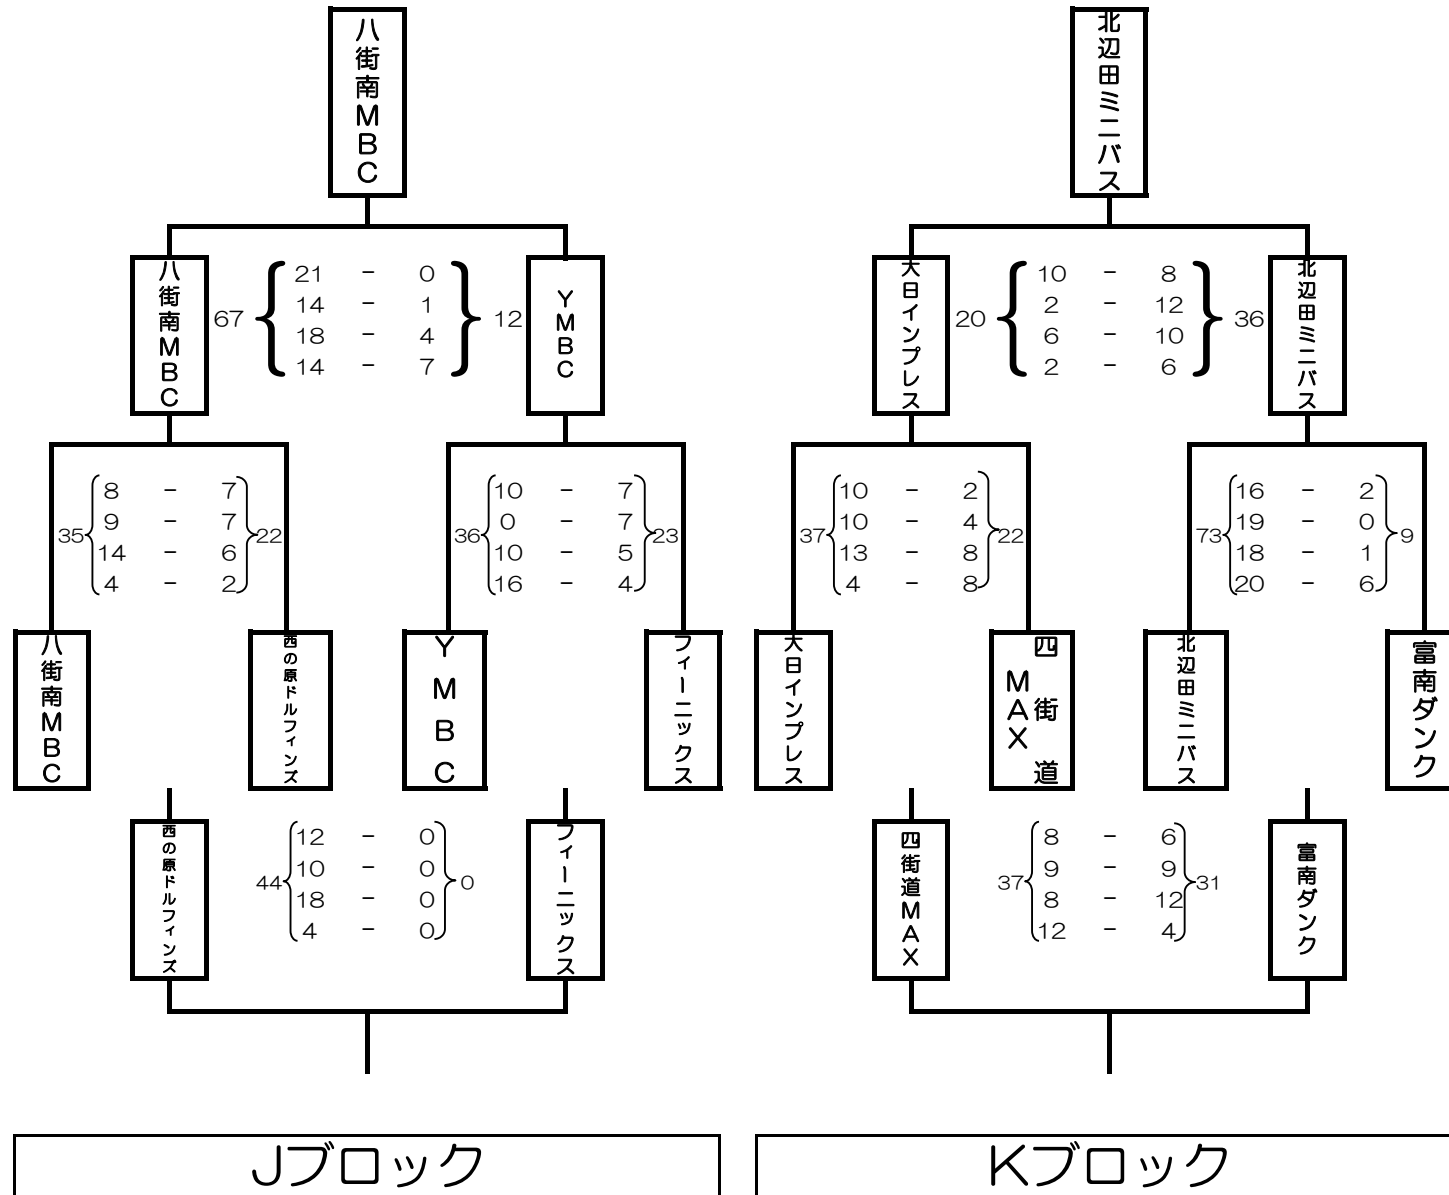 八街南MBC
北辺田ミニバス
八街南MBC
67 { 21 - 0 } 12
14 - 1
18 - 4
14 - 7
YMBC
大日インプレス
20 { 10 - 8 } 36
2 - 12
6 - 10
2 - 6
北辺田ミニバス
35 { 8 - 7 } 22
9 - 7
14 - 6
4 - 2
36 { 10 - 7 } 23
0 - 7
10 - 5
16 - 4
37 { 10 - 2 } 22
10 - 4
13 - 8
4 - 8
73 { 16 - 2 } 9
19 - 0
18 - 1
20 - 6
八街南MBC
西の原ドルフィンズ
YMBC
フィーニックス
大日インプレス
四街道
MAX
北辺田ミニバス
富南ダンク
西の原ドルフィンズ
44 { 12 - 0 } 0
10 - 0
18 - 0
4 - 0
フィーニックス
四街道MAX
37 { 8 - 6 } 31
9 - 9
8 - 12
12 - 4
富南ダンク
Jブロック
Kブロック